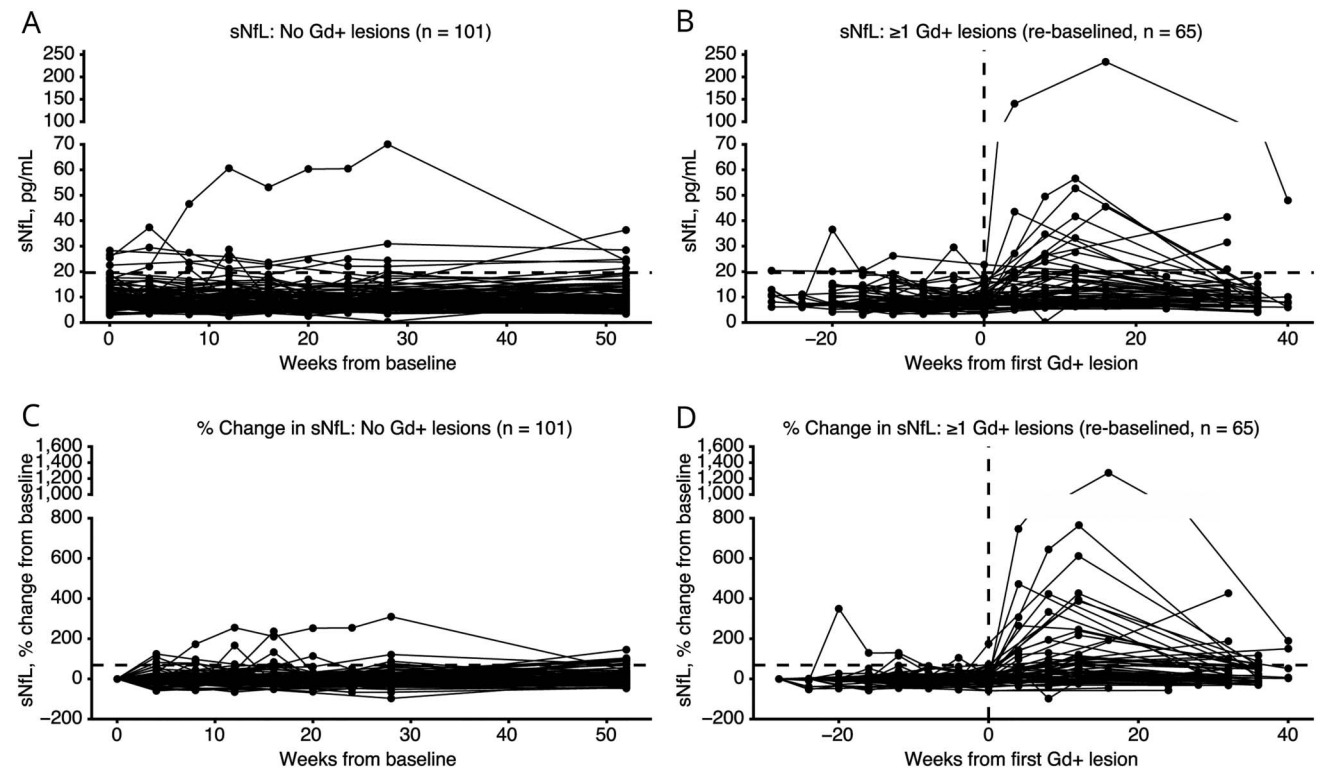 A
sNfL: No Gd+ lesions (n = 101)
sNfL, pg/mL
250
200
150
100
70
60
50
40
30
20
10
0
0 10 20 30 40 50
Weeks from baseline
B
sNfL: ≥1 Gd+ lesions (re-baselined, n = 65)
sNfL, pg/mL
250
200
150
100
70
60
50
40
30
20
10
0
−20 0 20 40
Weeks from first Gd+ lesion
C
% Change in sNfL: No Gd+ lesions (n = 101)
sNfL, % change from baseline
1,600
1,400
1,200
1,000
800
600
400
200
0
−200
0 10 20 30 40 50
Weeks from baseline
D
% Change in sNfL: ≥1 Gd+ lesions (re-baselined, n = 65)
sNfL, % change from baseline
1,600
1,400
1,200
1,000
800
600
400
200
0
−200
−20 0 20 40
Weeks from first Gd+ lesion